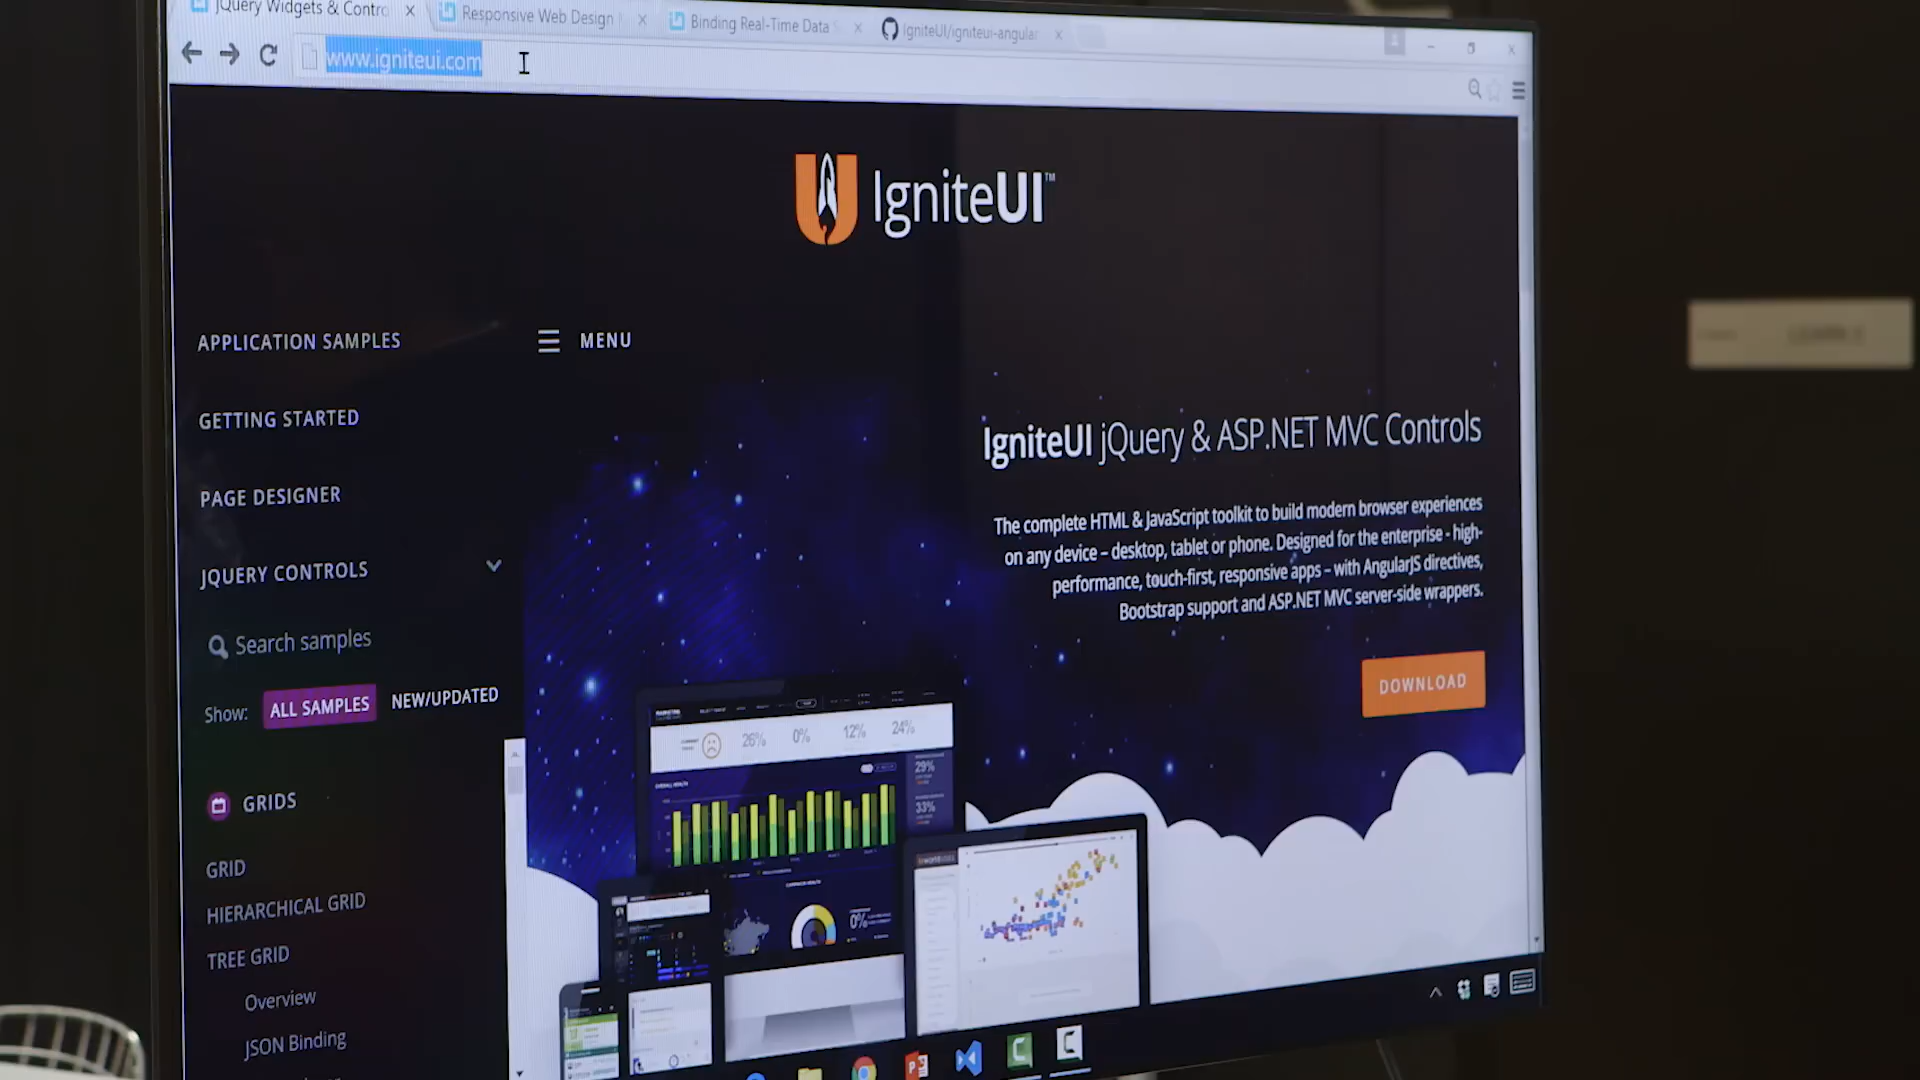 jQuery Widgets & Contro
Responsive Web Design
Binding Real-Time Data
IgniteUI/igniteui-angular
www.igniteui.com
IgniteUI™
APPLICATION SAMPLES
MENU
GETTING STARTED
PAGE DESIGNER
JQUERY CONTROLS
Search samples
Show: ALL SAMPLES NEW/UPDATED
GRIDS
GRID
HIERARCHICAL GRID
TREE GRID
Overview
JSON Binding
IgniteUI jQuery & ASP.NET MVC Controls
The complete HTML & JavaScript toolkit to build modern browser experiences
on any device – desktop, tablet or phone. Designed for the enterprise - high-
performance, touch-first, responsive apps – with AngularJS directives,
Bootstrap support and ASP.NET MVC server-side wrappers.
DOWNLOAD
26% 0% 12% 24%
29%
33%
0%